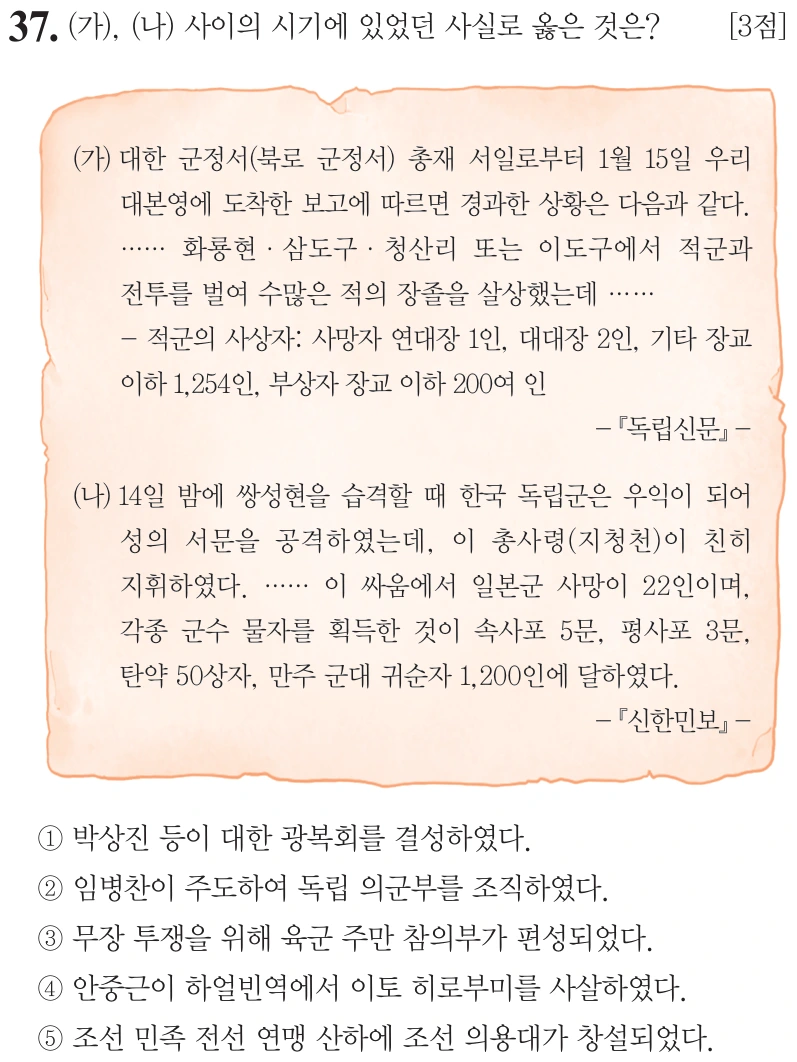 37. (가), (나) 사이의 시기에 있었던 사실로 옳은 것은? [3점]
(가) 대한 군정서(북로 군정서) 총재 서일로부터 1월 15일 우리
대본영에 도착한 보고에 따르면 경과한 상황은 다음과 같다.
…… 화룡현 · 삼도구 · 청산리 또는 이도구에서 적군과
전투를 벌여 수많은 적의 장졸을 살상했는데 ……
- 적군의 사상자: 사망자 연대장 1인, 대대장 2인, 기타 장교
이하 1,254인, 부상자 장교 이하 200여 인
-『독립신문』-
(나) 14일 밤에 쌍성현을 습격할 때 한국 독립군은 우익이 되어
성의 서문을 공격하였는데, 이 총사령(지청천)이 친히
지휘하였다. …… 이 싸움에서 일본군 사망이 22인이며,
각종 군수 물자를 획득한 것이 속사포 5문, 평사포 3문,
탄약 50상자, 만주 군대 귀순자 1,200인에 달하였다.
-『신한민보』-
① 박상진 등이 대한 광복회를 결성하였다.
② 임병찬이 주도하여 독립 의군부를 조직하였다.
③ 무장 투쟁을 위해 육군 주만 참의부가 편성되었다.
④ 안중근이 하얼빈역에서 이토 히로부미를 사살하였다.
⑤ 조선 민족 전선 연맹 산하에 조선 의용대가 창설되었다.